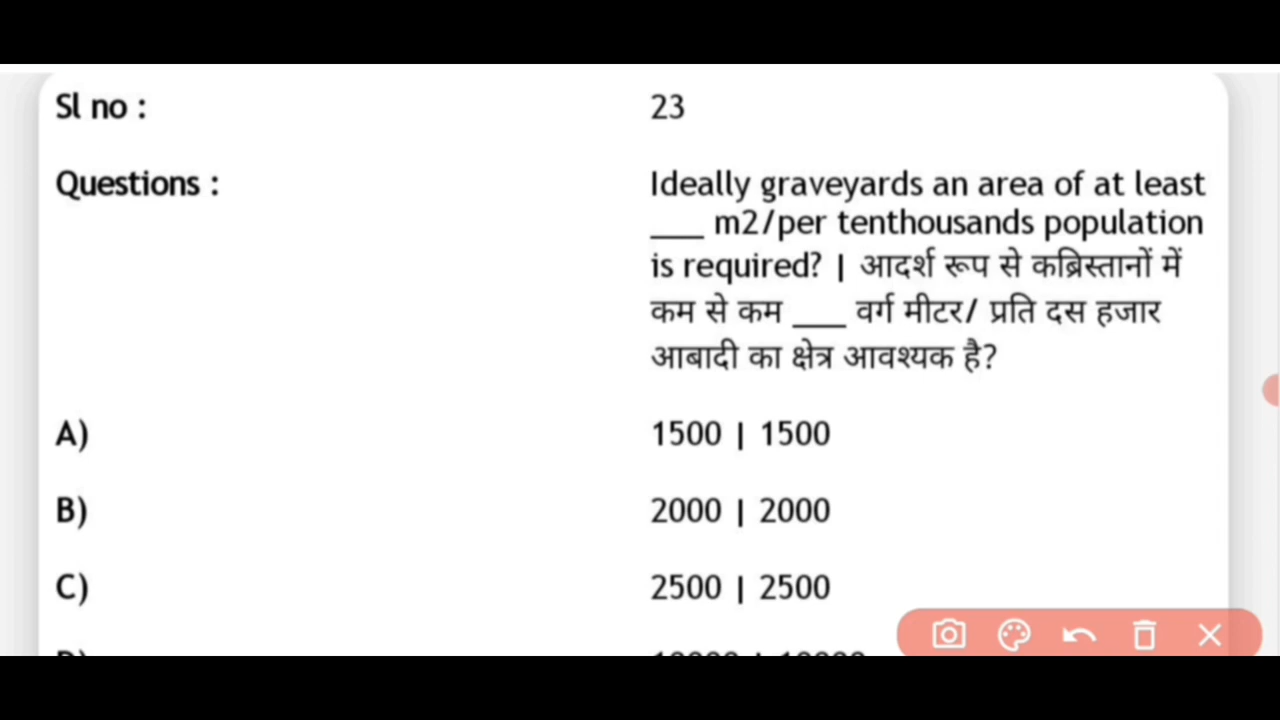 Sl no : 23
Questions : Ideally graveyards an area of at least
___ m2/per tenthousands population
is required? | आदर्श रूप से कब्रिस्तानों में
कम से कम ___ वर्ग मीटर/ प्रति दस हजार
आबादी का क्षेत्र आवश्यक है?
A) 1500 | 1500
B) 2000 | 2000
C) 2500 | 2500